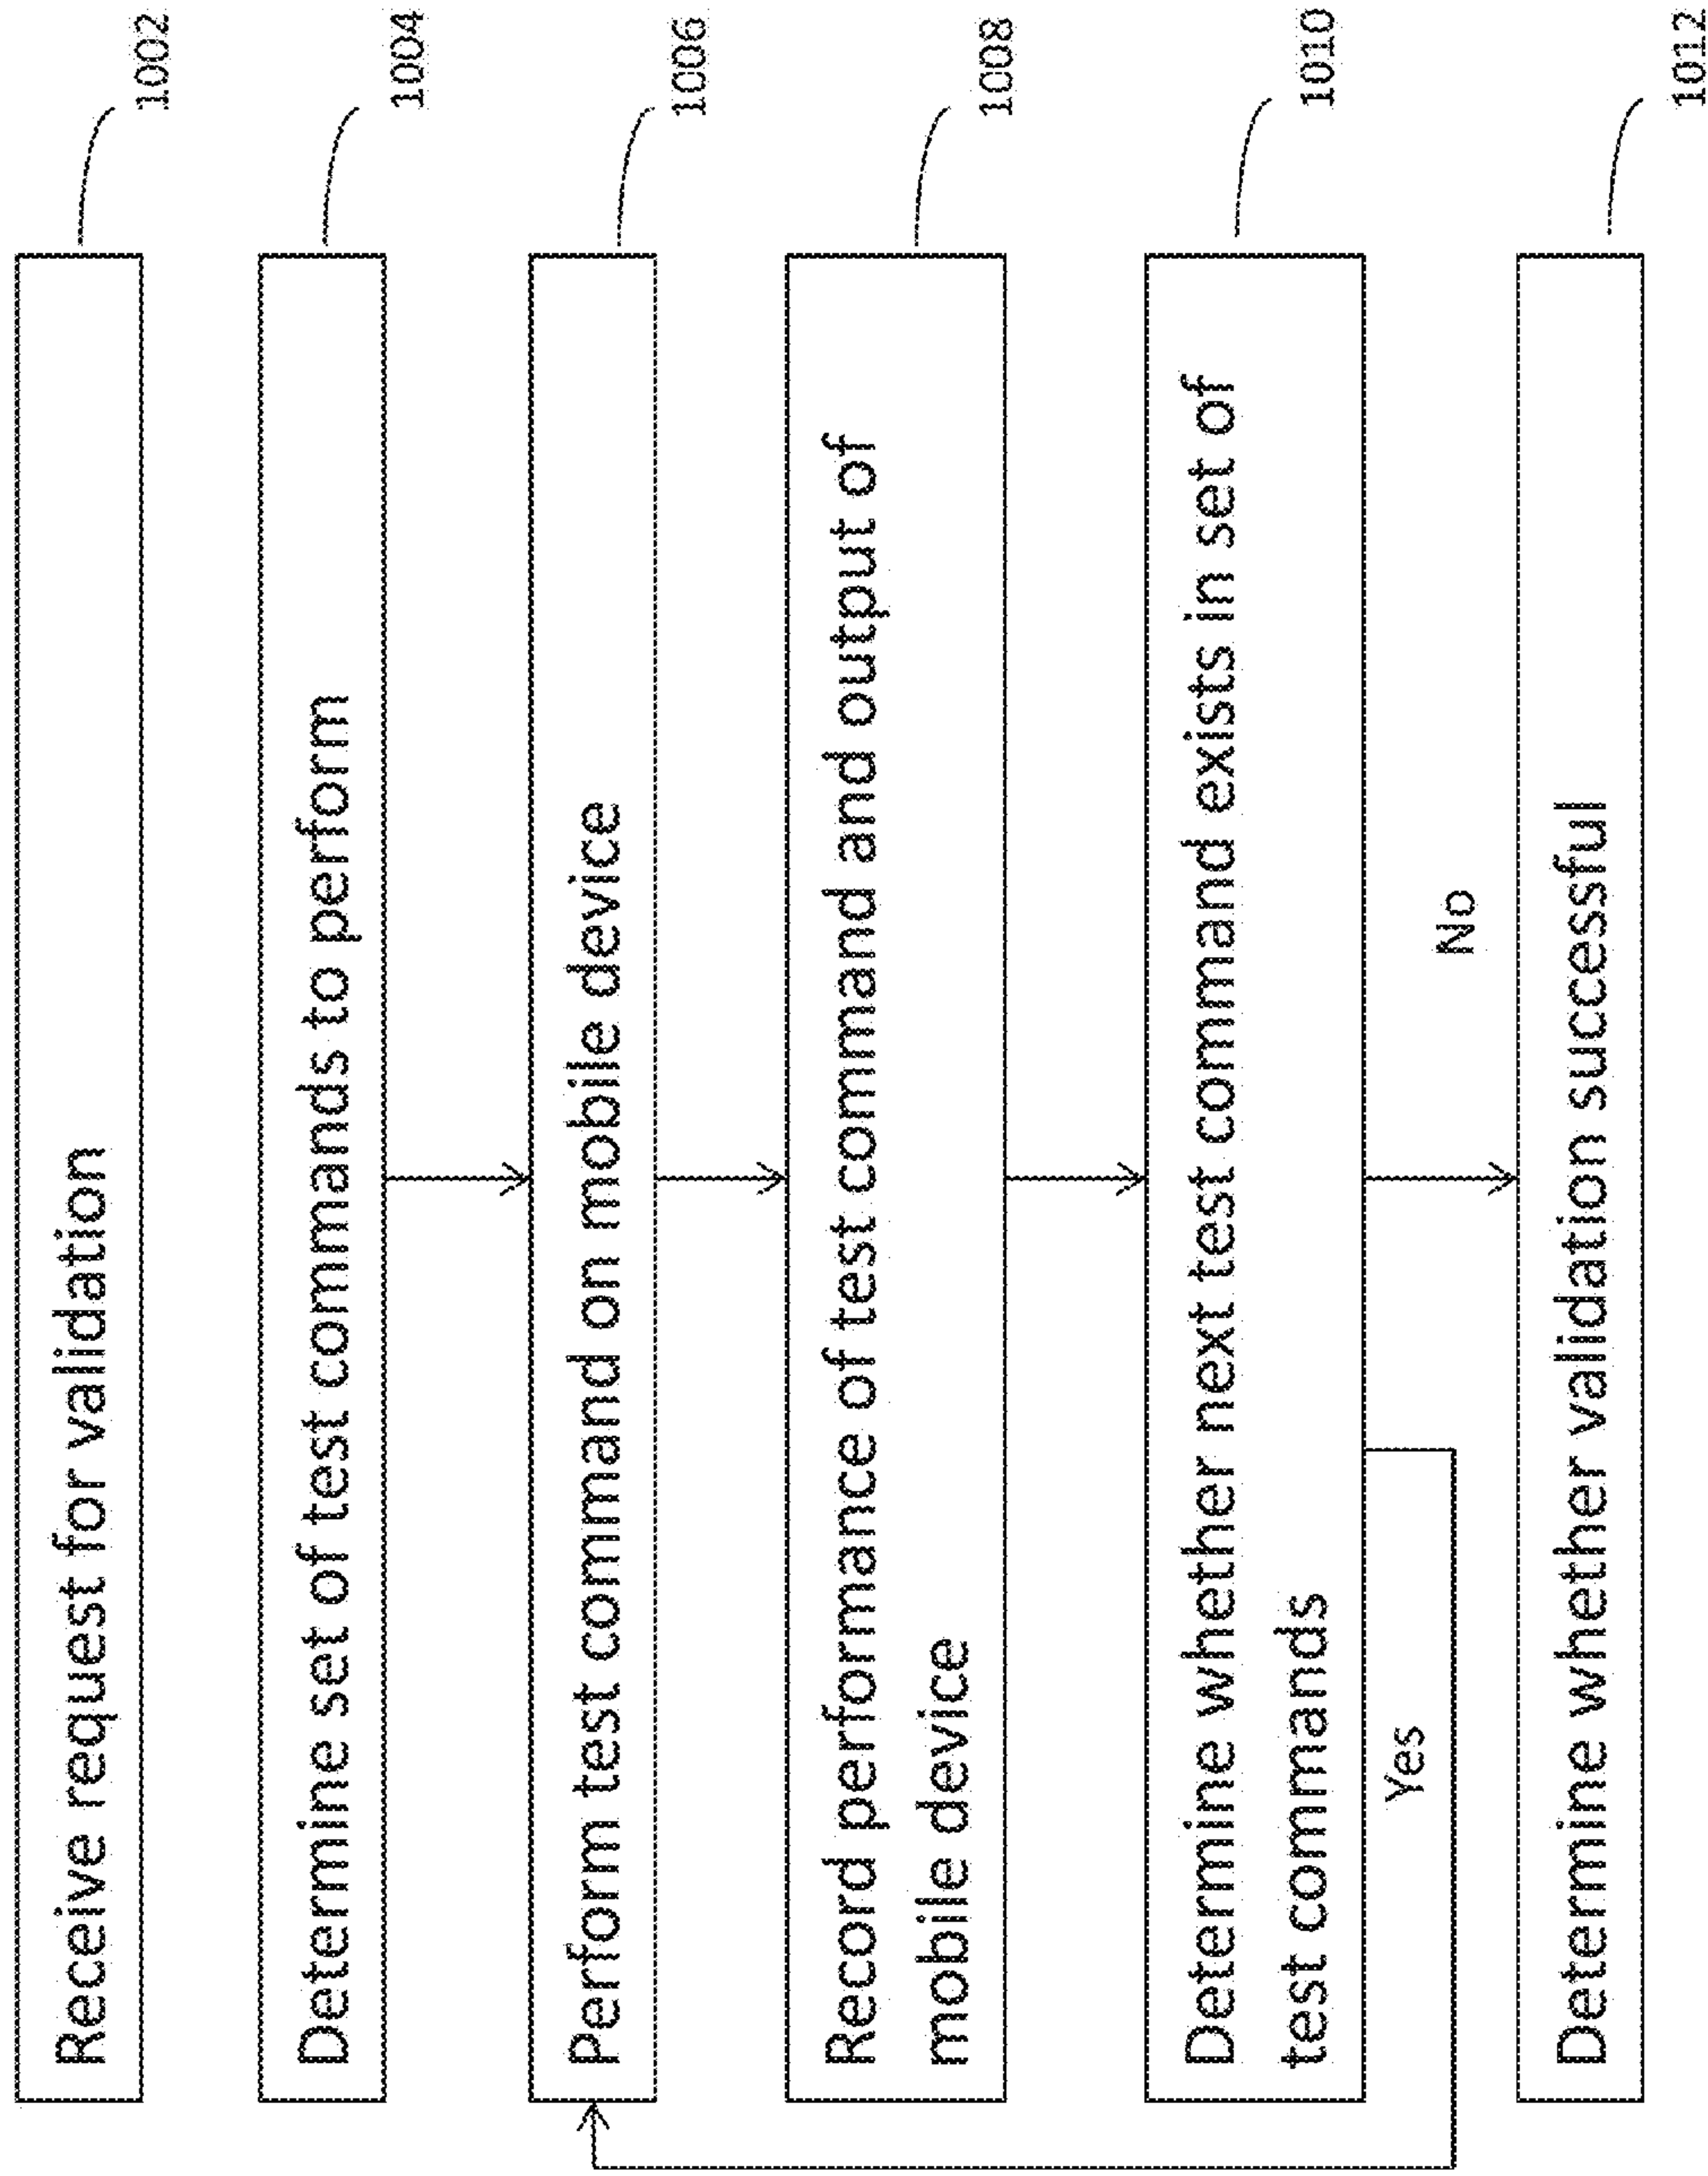 Receive request for validation
1002
Determine set of test commands to perform
1004
Perform test command on mobile device
1006
Record performance of test command and output of
mobile device
1008
Determine whether next test command exists in set of
test commands
1010
Yes
No
Determine whether validation successful
1012